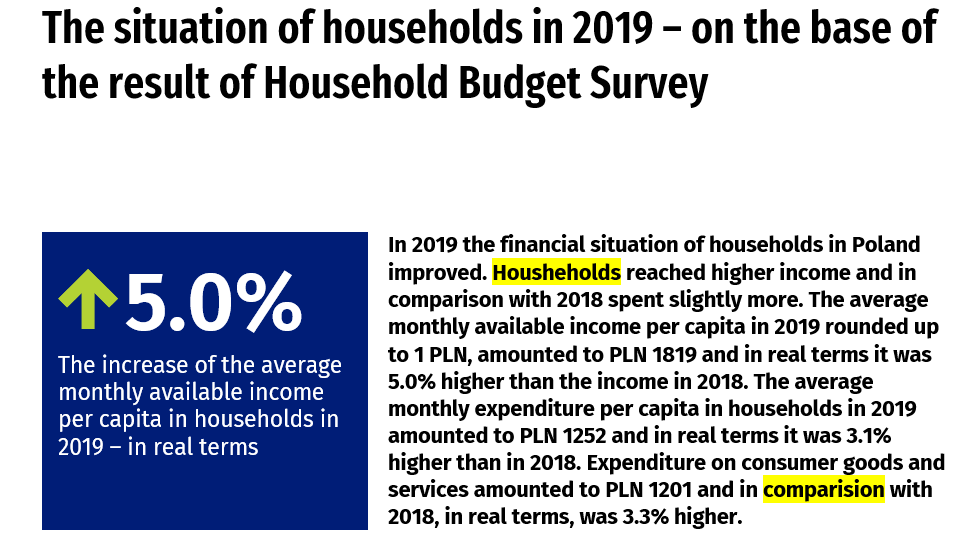 The situation of households in 2019 – on the base of
the result of Household Budget Survey
5.0%
The increase of the average
monthly available income
per capita in households in
2019 – in real terms
In 2019 the financial situation of households in Poland
improved. Housheholds reached higher income and in
comparison with 2018 spent slightly more. The average
monthly available income per capita in 2019 rounded up
to 1 PLN, amounted to PLN 1819 and in real terms it was
5.0% higher than the income in 2018. The average
monthly expenditure per capita in households in 2019
amounted to PLN 1252 and in real terms it was 3.1%
higher than in 2018. Expenditure on consumer goods and
services amounted to PLN 1201 and in comparision with
2018, in real terms, was 3.3% higher.